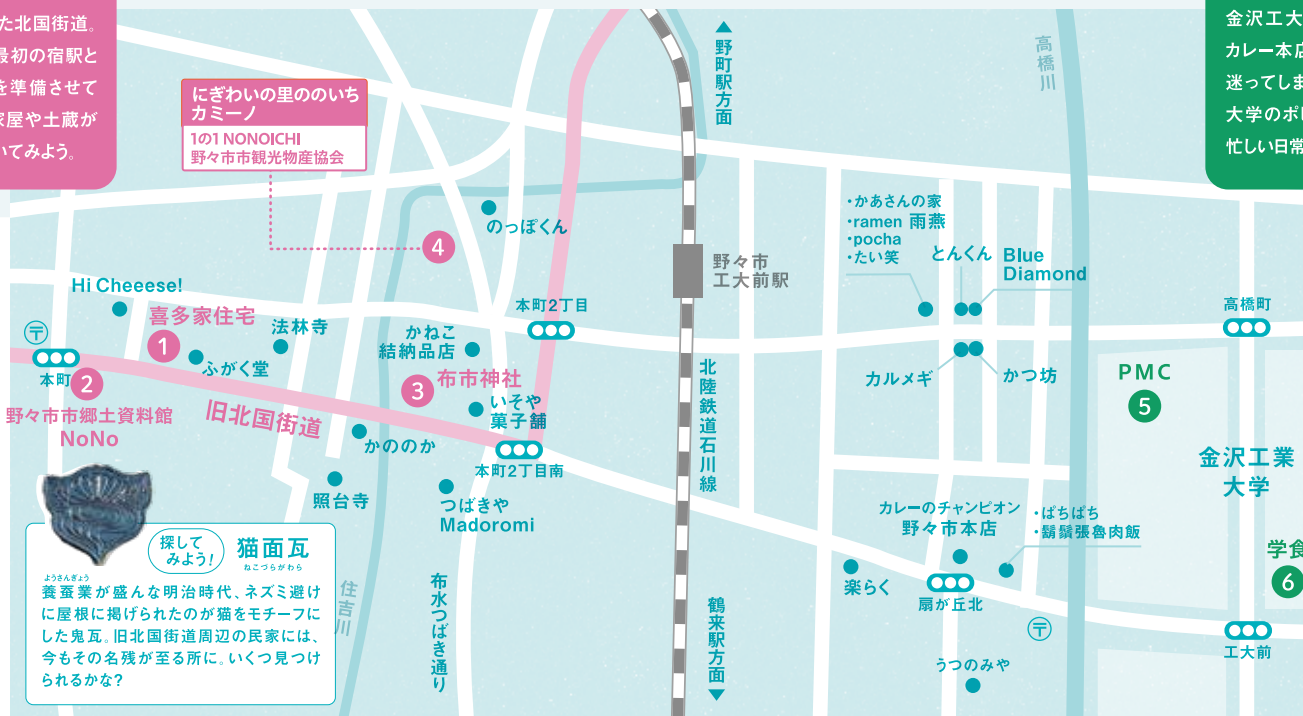 た北国街道。
最初の宿駅と
を準備させて
家屋や土蔵が
いてみよう。
にぎわいの里ののいち
カミーノ
1の1 NONOICHI
野々市市観光物産協会
4
のっぽくん
▲野町駅方面
高橋川
金沢工大
カレー本店
迷ってしま
大学のポ
忙しい日常
・かあさんの家
・ramen 雨燕
・pocha
・たい笑
とんくん
Blue
Diamond
野々市
工大前駅
Hi Cheeese!
喜多家住宅
1
法林寺
ふがく堂
本町2丁目
かねこ
結納品店
3
布市神社
いそや
菓子舗
〒
本町
2
野々市市郷土資料館
NoNo
旧北国街道
かののか
本町2丁目南
照台寺
つばきや
Madoromi
北陸鉄道石川線
カルメギ
かつ坊
高橋町
PMC
5
金沢工業
大学
学食
6
カレーのチャンピオン
野々市本店
・ぱちぱち
・鬍鬚張魯肉飯
楽らく
扇が丘北
〒
工大前
うつのみや
鶴来駅方面▼
布水つばき通り
住吉川
探して
みよう!
猫面瓦
ねこづらがわら
ようさんぎょう
養蚕業が盛んな明治時代、ネズミ避け
に屋根に掲げられたのが猫をモチーフに
した鬼瓦。旧北国街道周辺の民家には、
今もその名残が至る所に。いくつ見つけ
られるかな?